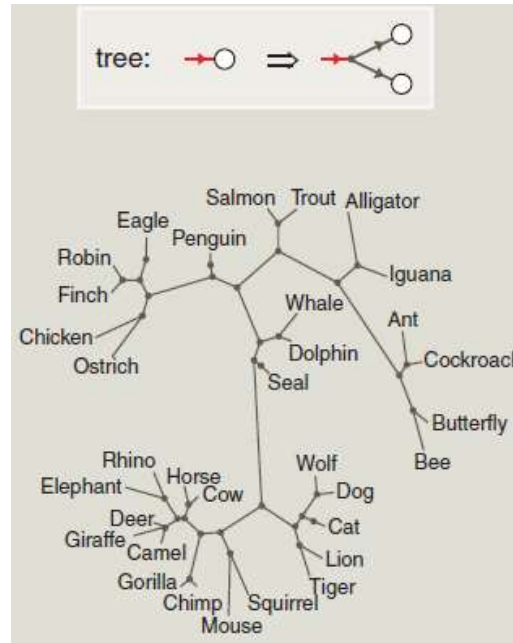 tree:
Salmon Trout Alligator
Eagle
Penguin
Robin
Iguana
Finch
Whale
Ant
Chicken
Dolphin
Cockroach
Ostrich
Seal
Butterfly
Bee
Rhino
Wolf
Horse
Elephant
Dog
Cow
Deer
Cat
Giraffe
Camel
Lion
Gorilla
Tiger
Chimp Squirrel
Mouse